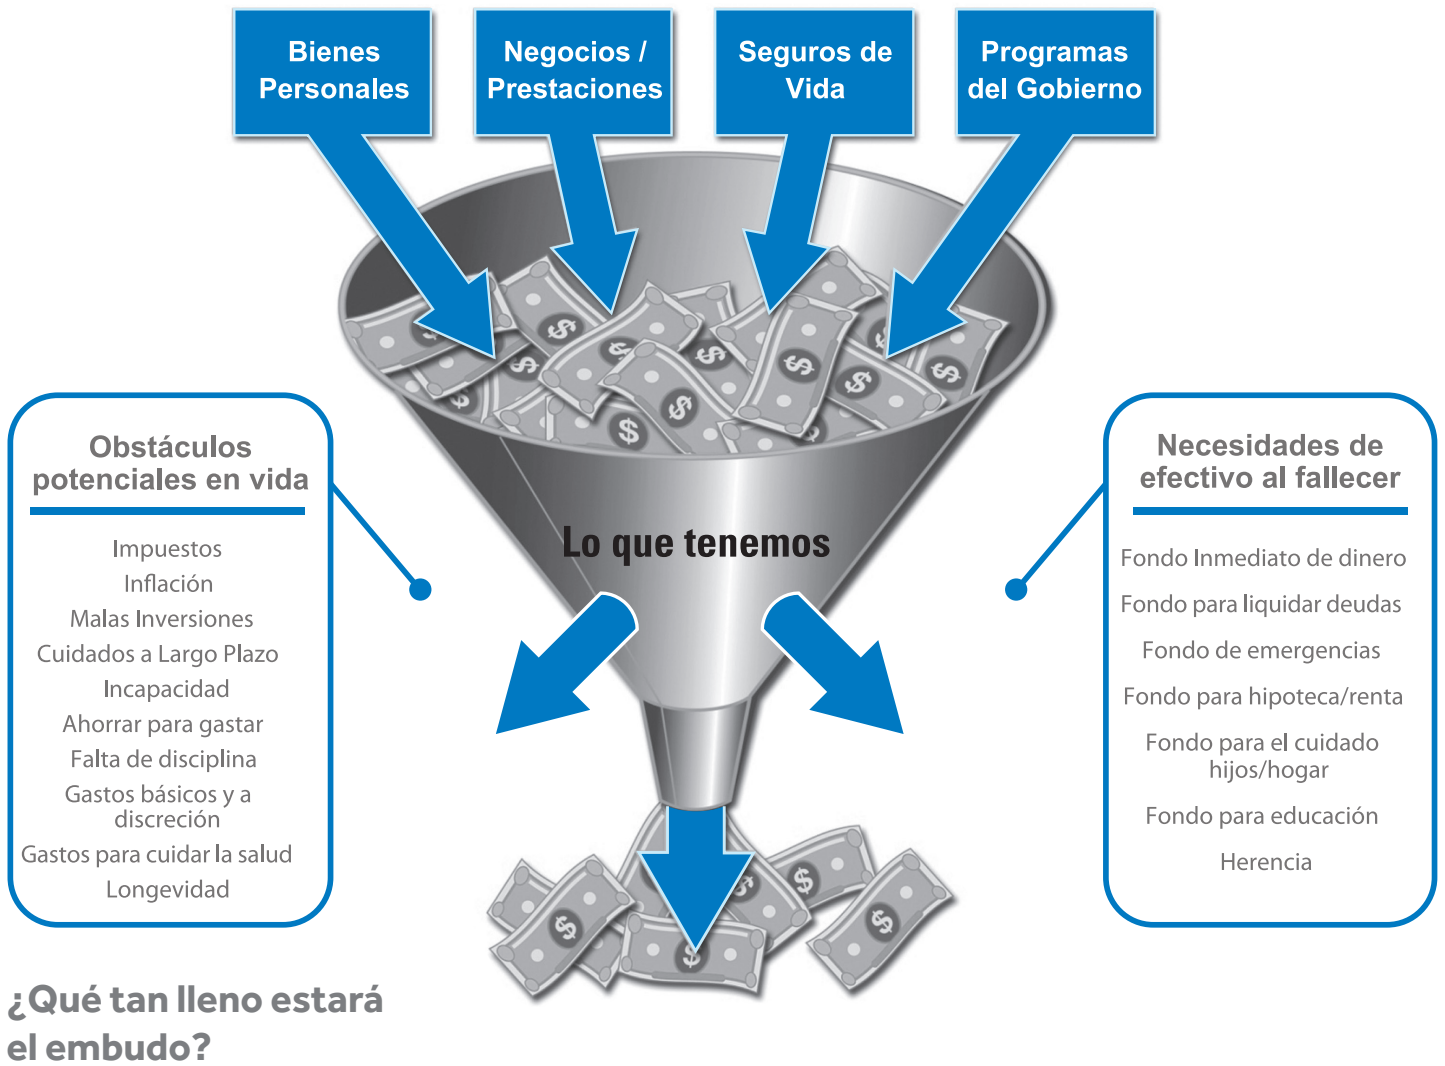 Bienes
Personales
Negocios /
Prestaciones
Seguros de
Vida
Programas
del Gobierno
Obstáculos
potenciales en vida
Impuestos
Inflación
Malas Inversiones
Cuidados a Largo Plazo
Incapacidad
Ahorrar para gastar
Falta de disciplina
Gastos básicos y a
discreción
Gastos para cuidar la salud
Longevidad
Lo que tenemos
Necesidades de
efectivo al fallecer
Fondo Inmediato de dinero
Fondo para liquidar deudas
Fondo de emergencias
Fondo para hipoteca/renta
Fondo para el cuidado
hijos/hogar
Fondo para educación
Herencia
¿Qué tan lleno estará
el embudo?